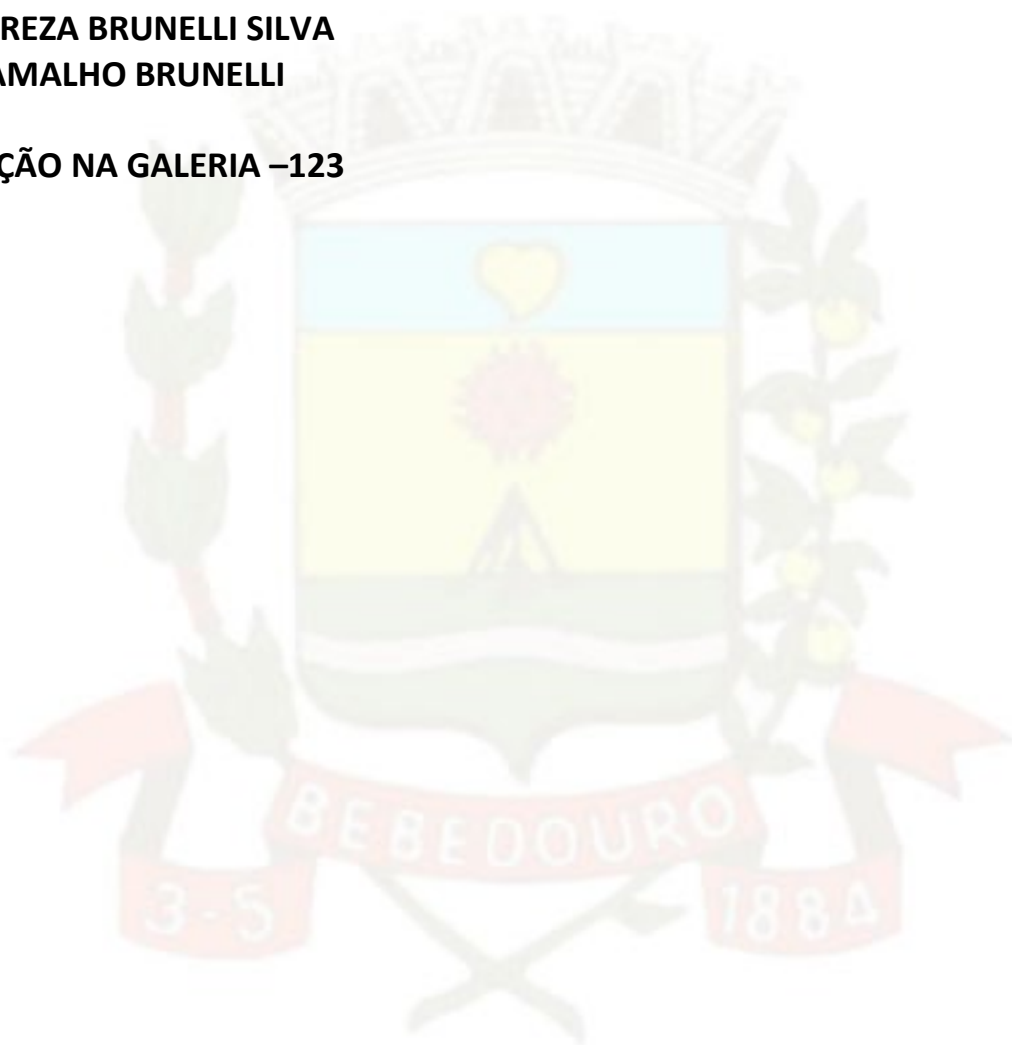 REZA BRUNELLI SILVA
AMALHO BRUNELLI
ÇÃO NA GALERIA –123
BEBEDOURO
3-5 1884